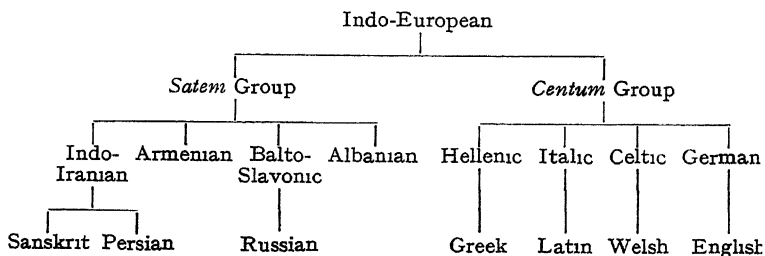 Indo-European
Satem Group
Centum Group
Indo-
Iranian
Armenian
Balto-
Slavonic
Albanian
Hellenic
Italic
Celtic
German
Sanskrit
Persian
Russian
Greek
Latin
Welsh
English